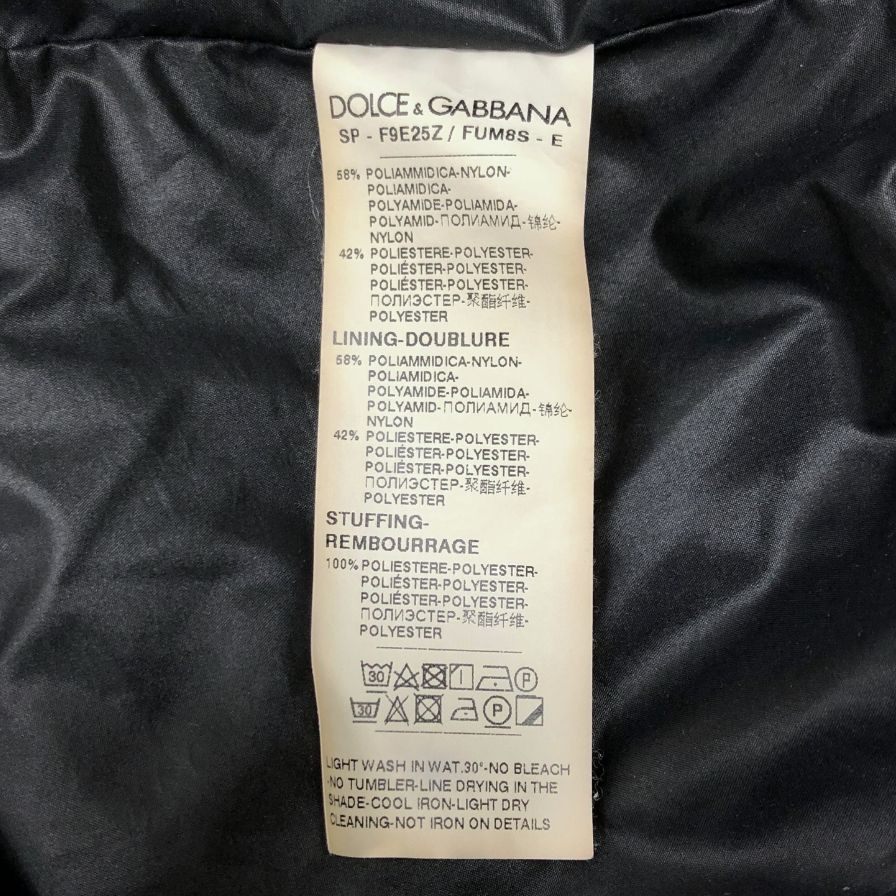 DOLCE & GABBANA
SP - F9E25Z / FUM8S - E
58% POLIAMMIDICA-NYLON-
POLIAMIDICA-
POLYAMIDE-POLIAMIDA-
POLYAMID-ПОЛИАМИД-锦纶-
NYLON
42% POLIESTERE-POLYESTER-
POLIÉSTER-POLYESTER-
POLIÉSTER-POLYESTER-
ПОЛИЭСТЕР-聚酯纤维-
POLYESTER
LINING-DOUBLURE
58% POLIAMMIDICA-NYLON-
POLIAMIDICA-
POLYAMIDE-POLIAMIDA-
POLYAMID-ПОЛИАМИД-锦纶-
NYLON
42% POLIESTERE-POLYESTER-
POLIÉSTER-POLYESTER-
POLIÉSTER-POLYESTER-
ПОЛИЭСТЕР-聚酯纤维-
POLYESTER
STUFFING-
REMBOURRAGE
100% POLIESTERE-POLYESTER-
POLIÉSTER-POLYESTER-
POLIÉSTER-POLYESTER-
ПОЛИЭСТЕР-聚酯纤维-
POLYESTER
30 P
30 P
LIGHT WASH IN WAT.30°-NO BLEACH
-NO TUMBLER-LINE DRYING IN THE
SHADE-COOL IRON-LIGHT DRY
CLEANING-NOT IRON ON DETAILS